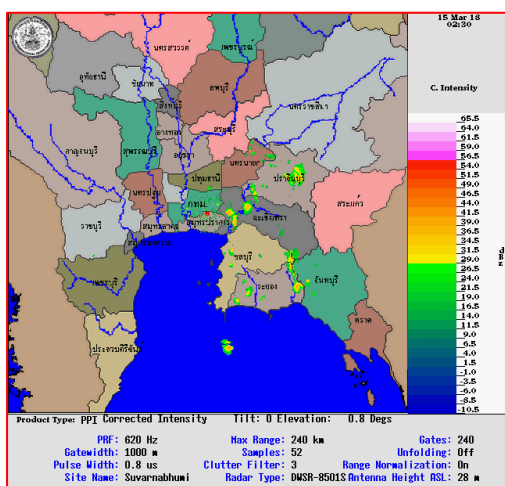 15 Mar 18
02:30
C. Intensity
นครสวรรค์
เพชรบูรณ์
อุทัยธานี
ชัยนาท
ลพบุรี
สิงห์บุรี
นครราชสีมา
อ่างทอง
สระบุรี
กาญจนบุรี
สุพรรณบุรี
อยุธยา
นครนายก
ปราจีนบุรี
ปทุมธานี
นครปฐม
กทม.
สระแก้ว
ราชบุรี
สมุทรสาคร
สมุทรปราการ
ฉะเชิงเทรา
สมุทรสงคราม
ชลบุรี
เพชรบุรี
ระยอง
จันทบุรี
ตราด
ประจวบคีรีขันธ์
65.5
64.0
61.5
59.0
56.5
54.0
51.5
49.0
46.5
44.0
41.5
39.0
36.5
34.0
31.5
29.0
26.5
24.0
21.5
19.0
16.5
14.0
11.5
9.0
6.5
4.0
1.5
-1.0
-3.5
-6.0
-8.5
-10.5
Product Type: PPI Corrected Intensity Tilt: 0 Elevation: 0.8 Degs
PRF: 620 Hz Max Range: 240 km Gates: 240
Gatewidth: 1000 m Samples: 52 Unfolding: Off
Pulse Width: 0.8 us Clutter Filter: 3 Range Normalization: On
Site Name: Suvarnabhumi Radar Type: DWSR-8501S Antenna Height ASL: 28 m